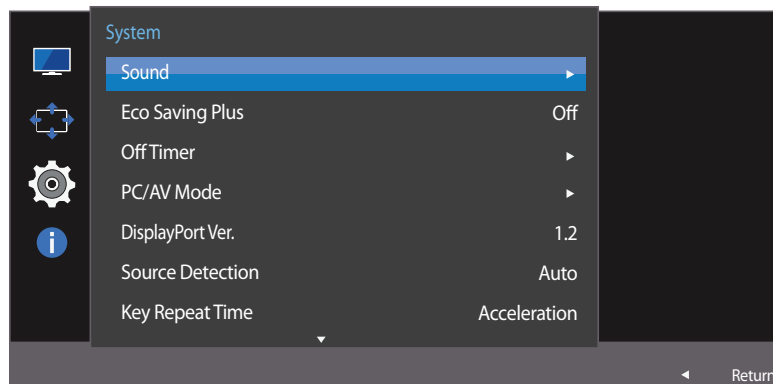 System
Sound
Eco Saving Plus Off
Off Timer
PC/AV Mode
DisplayPort Ver. 1.2
Source Detection Auto
Key Repeat Time Acceleration
Return